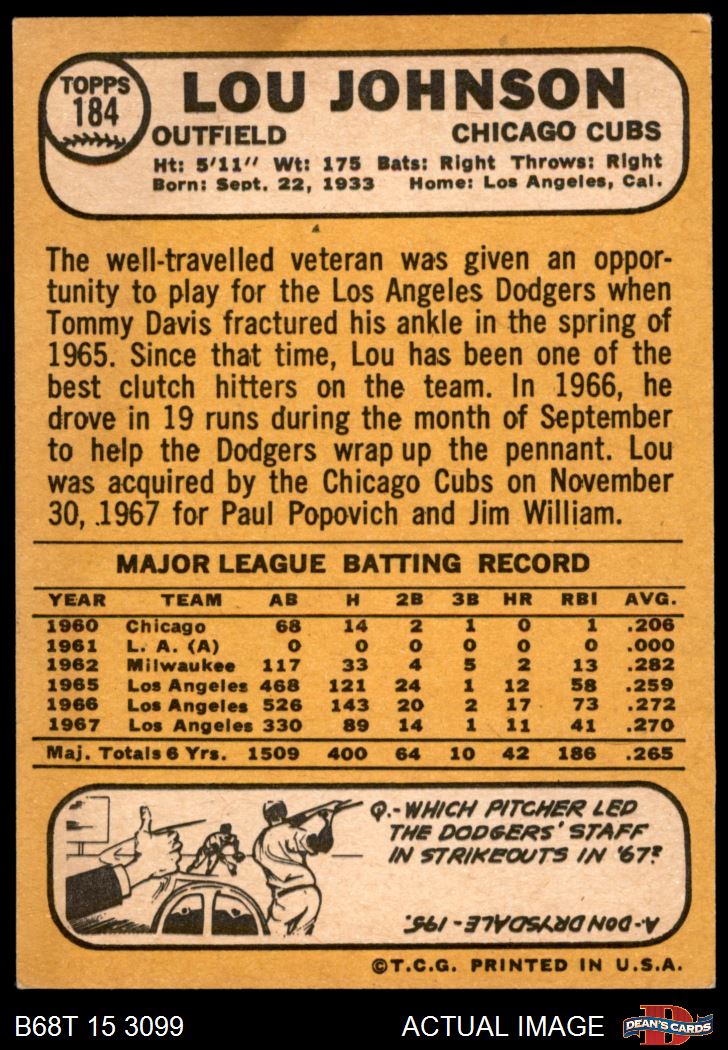 TOPPS
184
LOU JOHNSON
OUTFIELD CHICAGO CUBS
Ht: 5'11" Wt: 175 Bats: Right Throws: Right
Born: Sept. 22, 1933 Home: Los Angeles, Cal.
The well-travelled veteran was given an oppor-
tunity to play for the Los Angeles Dodgers when
Tommy Davis fractured his ankle in the spring of
1965. Since that time, Lou has been one of the
best clutch hitters on the team. In 1966, he
drove in 19 runs during the month of September
to help the Dodgers wrap up the pennant. Lou
was acquired by the Chicago Cubs on November
30, 1967 for Paul Popovich and Jim William.
MAJOR LEAGUE BATTING RECORD
YEAR TEAM AB H 2B 3B HR RBI AVG.
1960 Chicago 68 14 2 1 0 1 .206
1961 L. A. (A) 0 0 0 0 0 0 .000
1962 Milwaukee 117 33 4 5 2 13 .282
1965 Los Angeles 468 121 24 1 12 58 .259
1966 Los Angeles 526 143 20 2 17 73 .272
1967 Los Angeles 330 89 14 1 11 41 .270
Maj. Totals 6 Yrs. 1509 400 64 10 42 186 .265
Q.-WHICH PITCHER LED
THE DODGERS' STAFF
IN STRIKEOUTS IN '67?
A-DON DRYSDALE-196.
©T.C.G. PRINTED IN U.S.A.
B68T 15 3099 ACTUAL IMAGE
D
DEAN'S CARDS